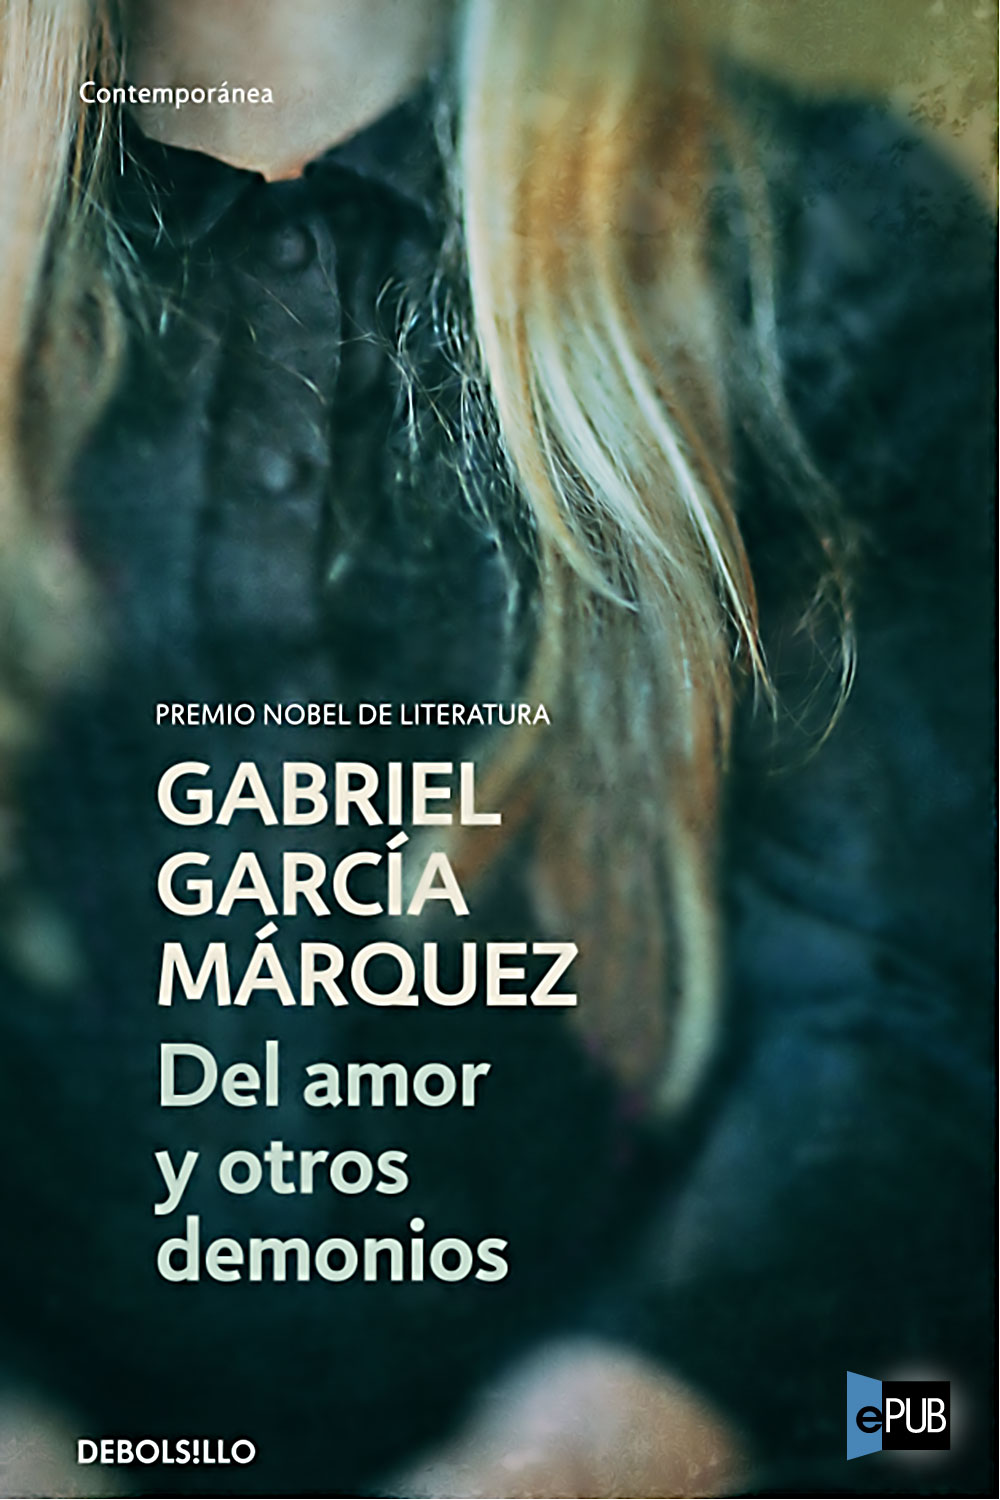 Contemporánea
PREMIO NOBEL DE LITERATURA
GABRIEL
GARCÍA
MÁRQUEZ
Del amor
y otros
demonios
DEBOLS!LLO
ePUB